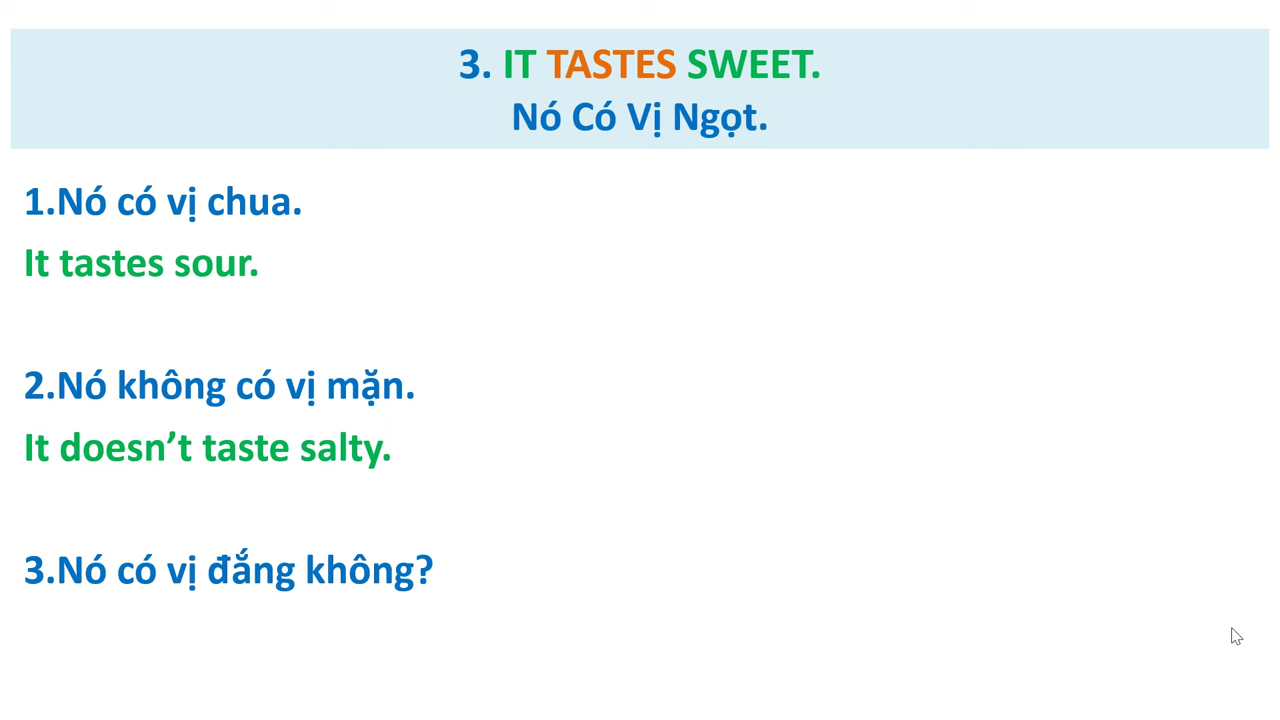 3. IT TASTES SWEET.
Nó Có Vị Ngọt.
1.Nó có vị chua.
It tastes sour.
2.Nó không có vị mặn.
It doesn’t taste salty.
3.Nó có vị đắng không?